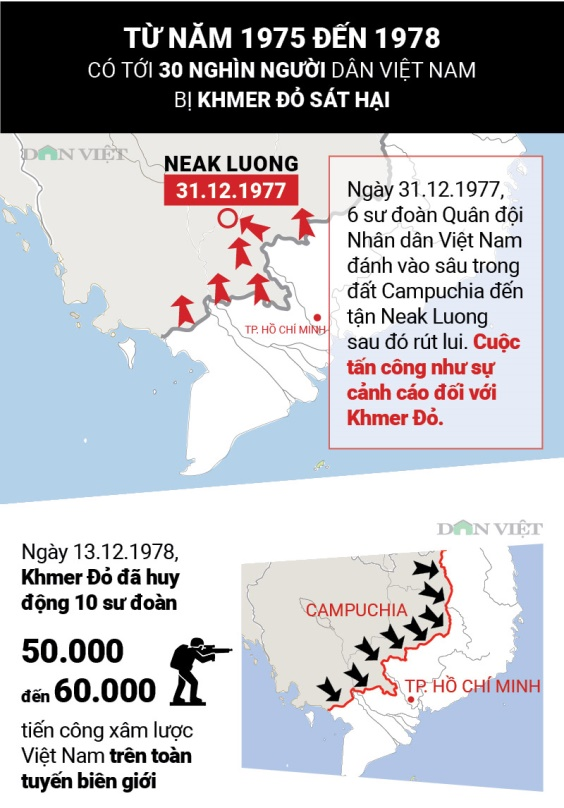 TỪ NĂM 1975 ĐẾN 1978
CÓ TỚI 30 NGHÌN NGƯỜI DÂN VIỆT NAM
BỊ KHMER ĐỎ SÁT HẠI
DÂN VIỆT
NEAK LUONG
31.12.1977
Ngày 31.12.1977,
6 sư đoàn Quân đội
Nhân dân Việt Nam
đánh vào sâu trong
đất Campuchia đến
tận Neak Luong
sau đó rút lui. Cuộc
tấn công như sự
cảnh cáo đối với
Khmer Đỏ.
TP. HỒ CHÍ MINH
DÂN VIỆT
Ngày 13.12.1978,
Khmer Đỏ đã huy
động 10 sư đoàn
50.000
đến 60.000
tiến công xâm lược
Việt Nam trên toàn
tuyến biên giới
CAMPUCHIA
TP. HỒ CHÍ MINH